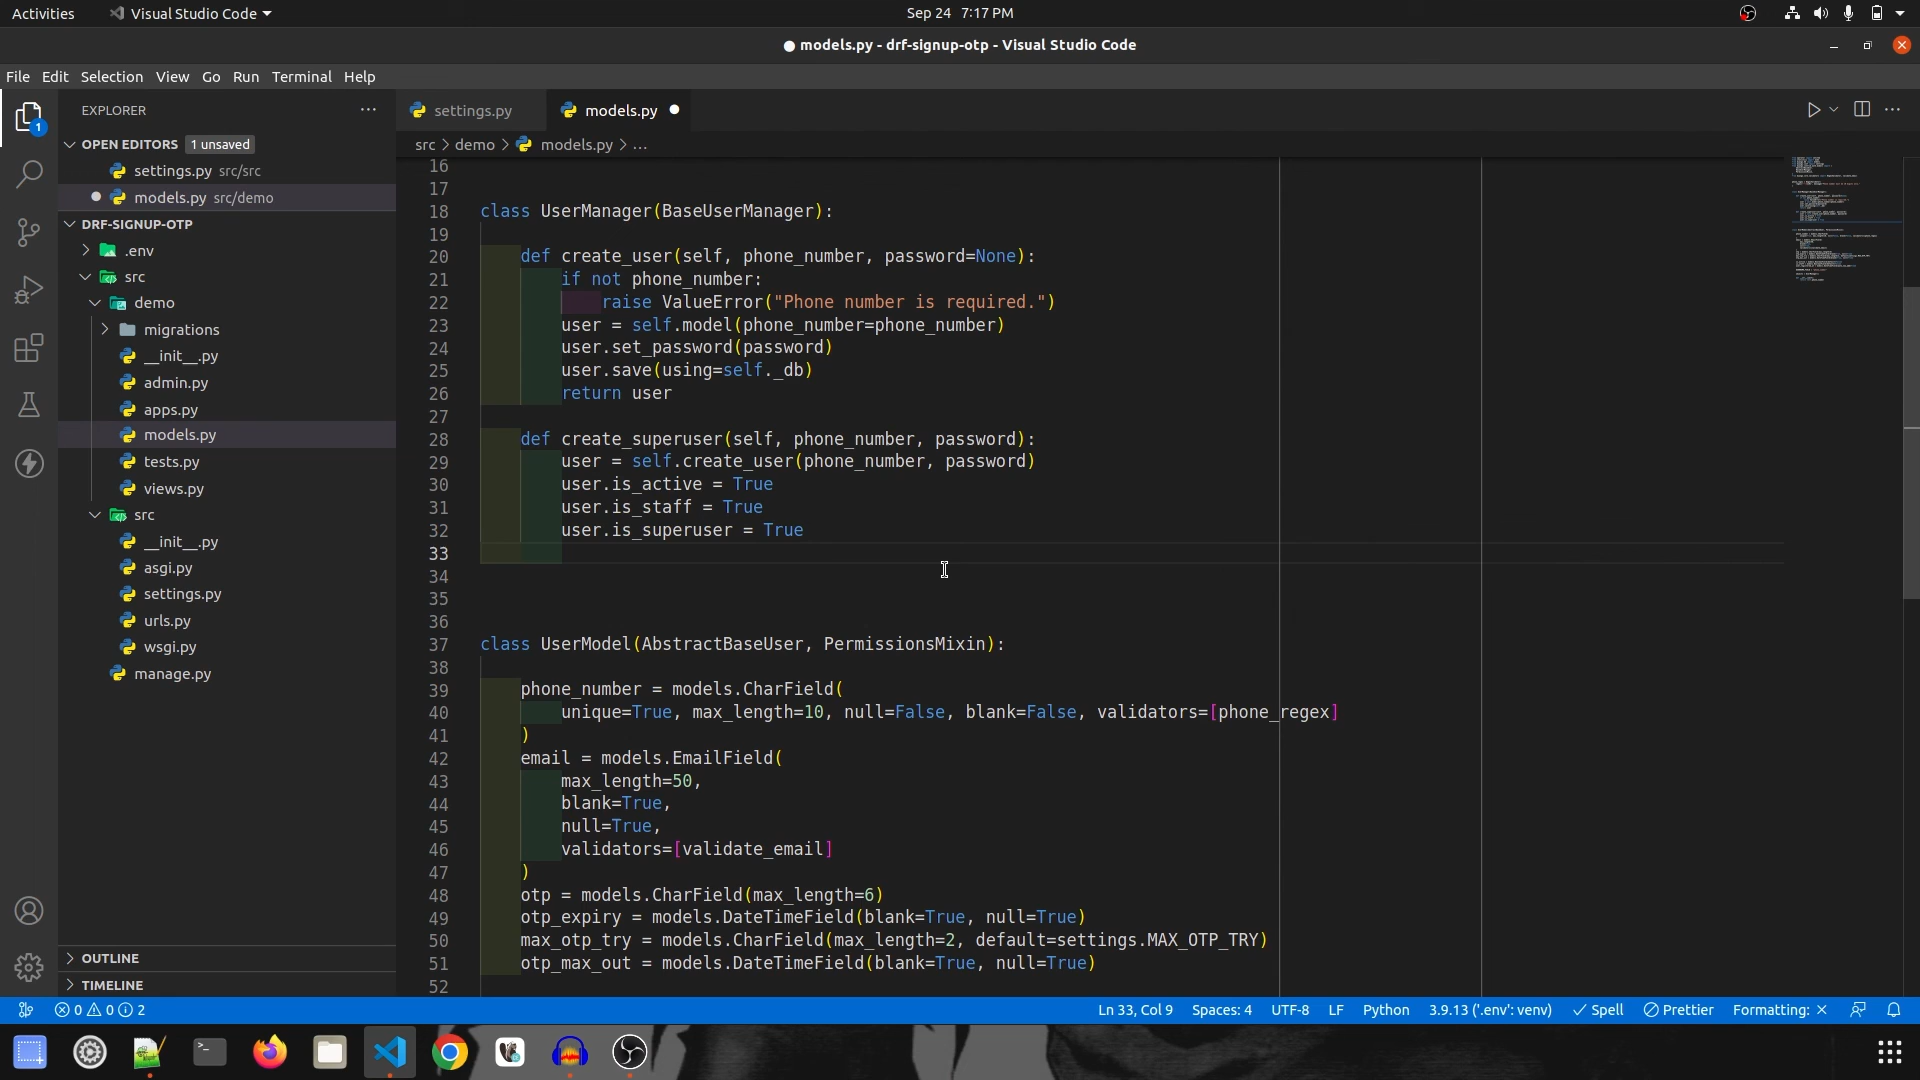 Activities
Visual Studio Code
Sep 24 7:17 PM
● models.py - drf-signup-otp - Visual Studio Code
File Edit Selection View Go Run Terminal Help
1
EXPLORER
OPEN EDITORS 1 unsaved
settings.py src/src
models.py src/demo
DRF-SIGNUP-OTP
.env
src
demo
migrations
__init__.py
admin.py
apps.py
models.py
tests.py
views.py
src
__init__.py
asgi.py
settings.py
urls.py
wsgi.py
manage.py
OUTLINE
TIMELINE
settings.py
models.py
src > demo > models.py > ...
16
17
18 class UserManager(BaseUserManager):
19
20 def create_user(self, phone_number, password=None):
21 if not phone_number:
22 raise ValueError("Phone number is required.")
23 user = self.model(phone_number=phone_number)
24 user.set_password(password)
25 user.save(using=self._db)
26 return user
27
28 def create_superuser(self, phone_number, password):
29 user = self.create_user(phone_number, password)
30 user.is_active = True
31 user.is_staff = True
32 user.is_superuser = True
33
34
35
36
37 class UserModel(AbstractBaseUser, PermissionsMixin):
38
39 phone_number = models.CharField(
40 unique=True, max_length=10, null=False, blank=False, validators=[phone_regex]
41 )
42 email = models.EmailField(
43 max_length=50,
44 blank=True,
45 null=True,
46 validators=[validate_email]
47 )
48 otp = models.CharField(max_length=6)
49 otp_expiry = models.DateTimeField(blank=True, null=True)
50 max_otp_try = models.CharField(max_length=2, default=settings.MAX_OTP_TRY)
51 otp_max_out = models.DateTimeField(blank=True, null=True)
52
0 0 2
Ln 33, Col 9 Spaces: 4 UTF-8 LF Python 3.9.13 ('.env': venv) Spell Prettier Formatting: ×